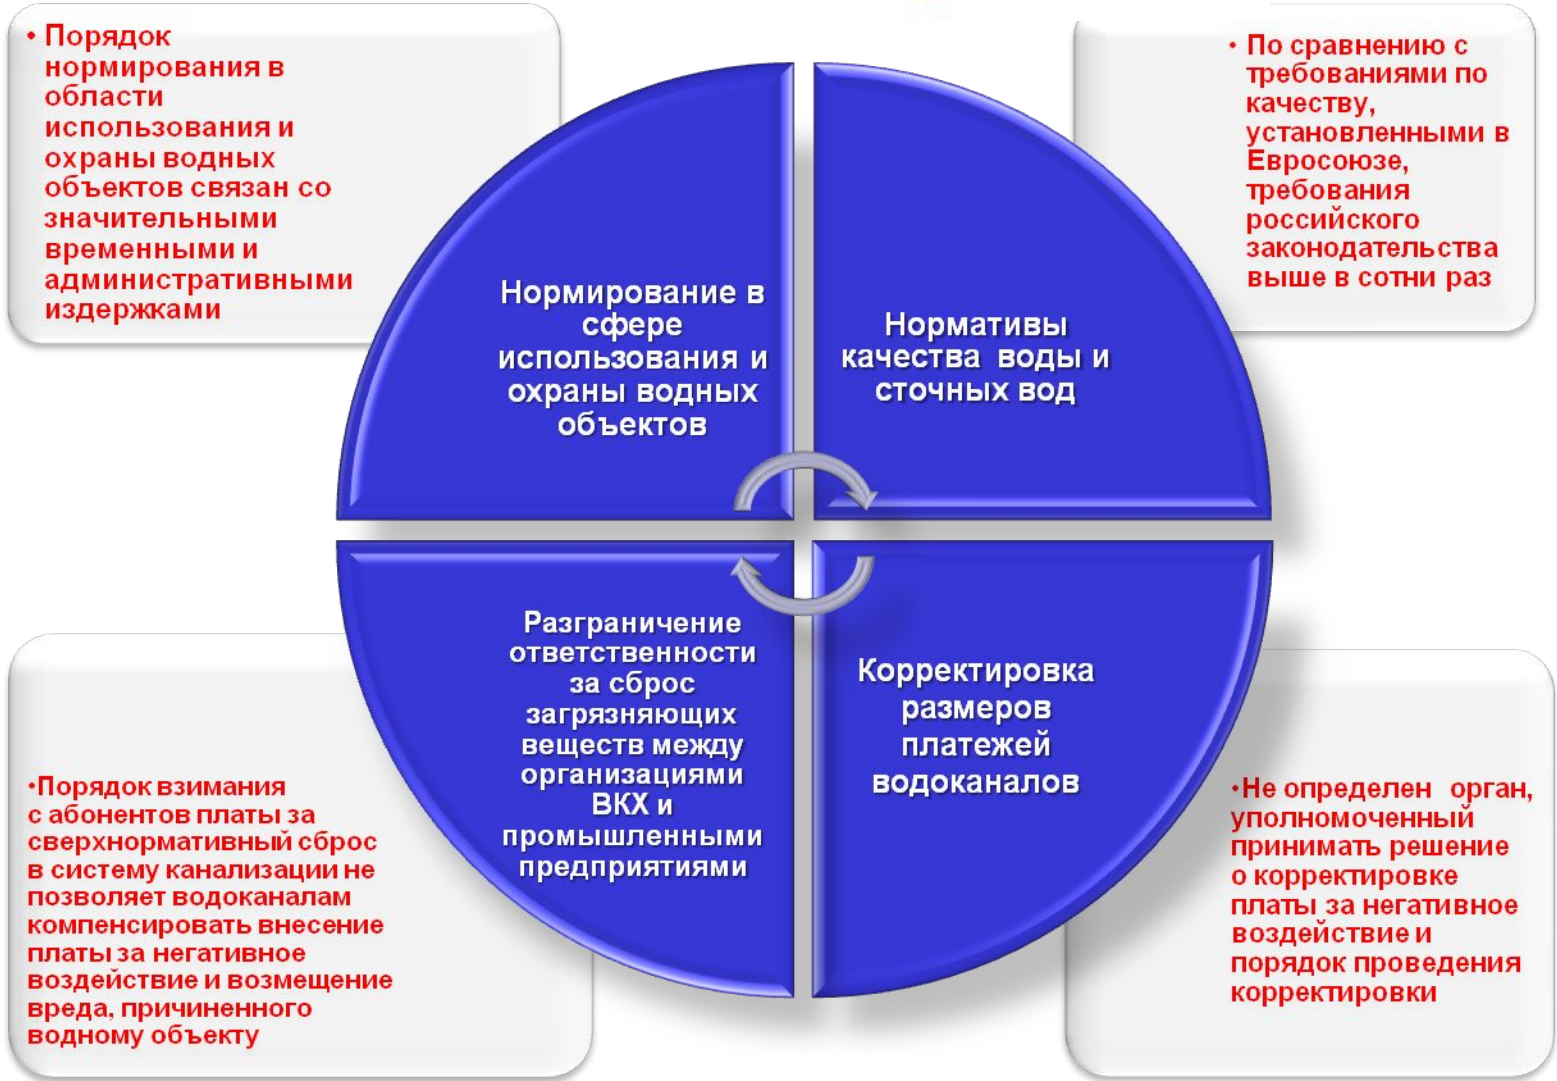 • Порядок
нормирования в
области
использования и
охраны водных
объектов связан со
значительными
временными и
административными
издержками
• По сравнению с
требованиями по
качеству,
установленными в
Евросоюзе,
требования
российского
законодательства
выше в сотни раз
Нормирование в
сфере
использования и
охраны водных
объектов
Нормативы
качества воды и
сточных вод
Разграничение
ответственности
за сброс
загрязняющих
веществ между
организациями
ВКХ и
промышленными
предприятиями
Корректировка
размеров
платежей
водоканалов
•Порядок взимания
с абонентов платы за
сверхнормативный сброс
в систему канализации не
позволяет водоканалам
компенсировать внесение
платы за негативное
воздействие и возмещение
вреда, причиненного
водному объекту
•Не определен орган,
уполномоченный
принимать решение
о корректировке
платы за негативное
воздействие и
порядок проведения
корректировки